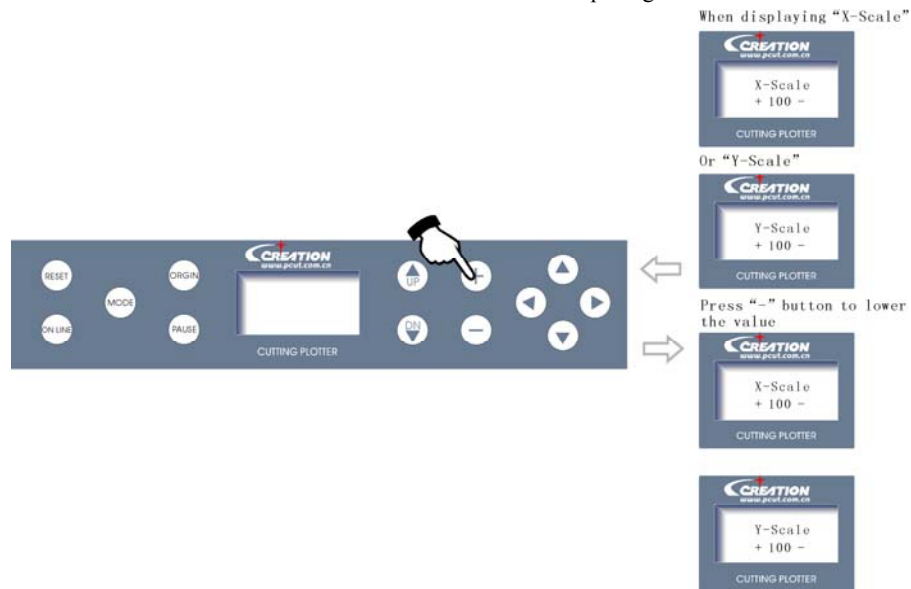 When displaying “X-Scale”
CREATION
www.pcut.com.cn
X-Scale
+ 100 -
CUTTING PLOTTER
Or “Y-Scale”
CREATION
www.pcut.com.cn
Y-Scale
+ 100 -
CUTTING PLOTTER
RESET
ORGIN
MODE
ON LINE
PAUSE
CREATION
www.pcut.com.cn
CUTTING PLOTTER
UP
+
DN
-
Press “-” button to lower
the value
CREATION
www.pcut.com.cn
X-Scale
+ 100 -
CUTTING PLOTTER
CREATION
www.pcut.com.cn
Y-Scale
+ 100 -
CUTTING PLOTTER